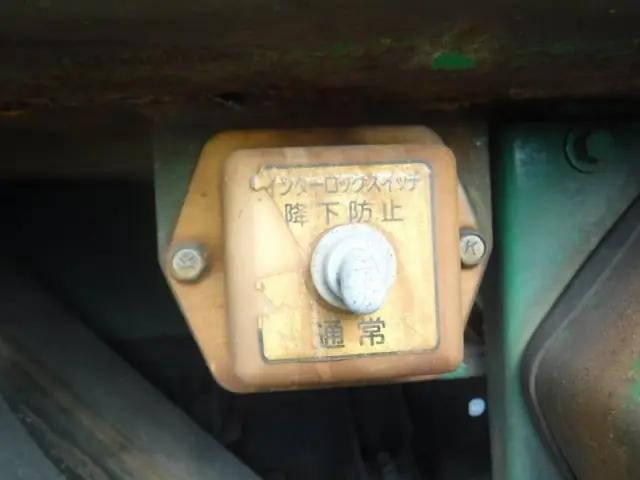 インターロックスイッチ
降下防止
通常